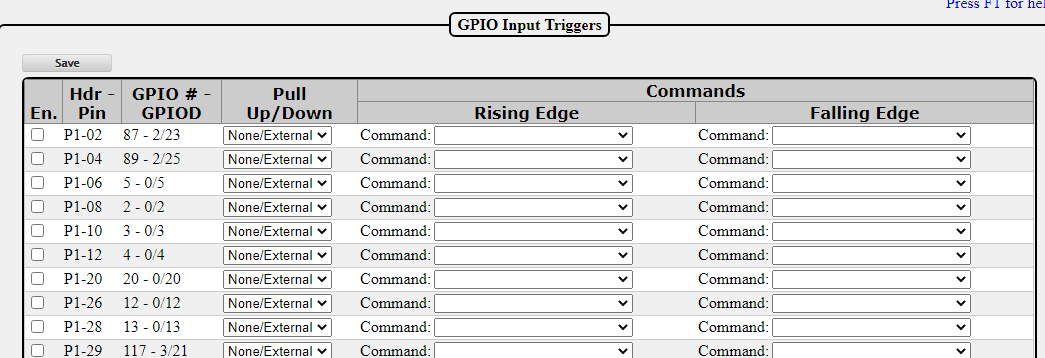 Press F1 for hel
GPIO Input Triggers
Save
En. Hdr - Pin GPIO # - GPIOD Pull Up/Down Commands
Rising Edge Falling Edge
P1-02 87 - 2/23 None/External Command: Command:
P1-04 89 - 2/25 None/External Command: Command:
P1-06 5 - 0/5 None/External Command: Command:
P1-08 2 - 0/2 None/External Command: Command:
P1-10 3 - 0/3 None/External Command: Command:
P1-12 4 - 0/4 None/External Command: Command:
P1-20 20 - 0/20 None/External Command: Command:
P1-26 12 - 0/12 None/External Command: Command:
P1-28 13 - 0/13 None/External Command: Command:
P1-29 117 - 3/21 None/External Command: Command: